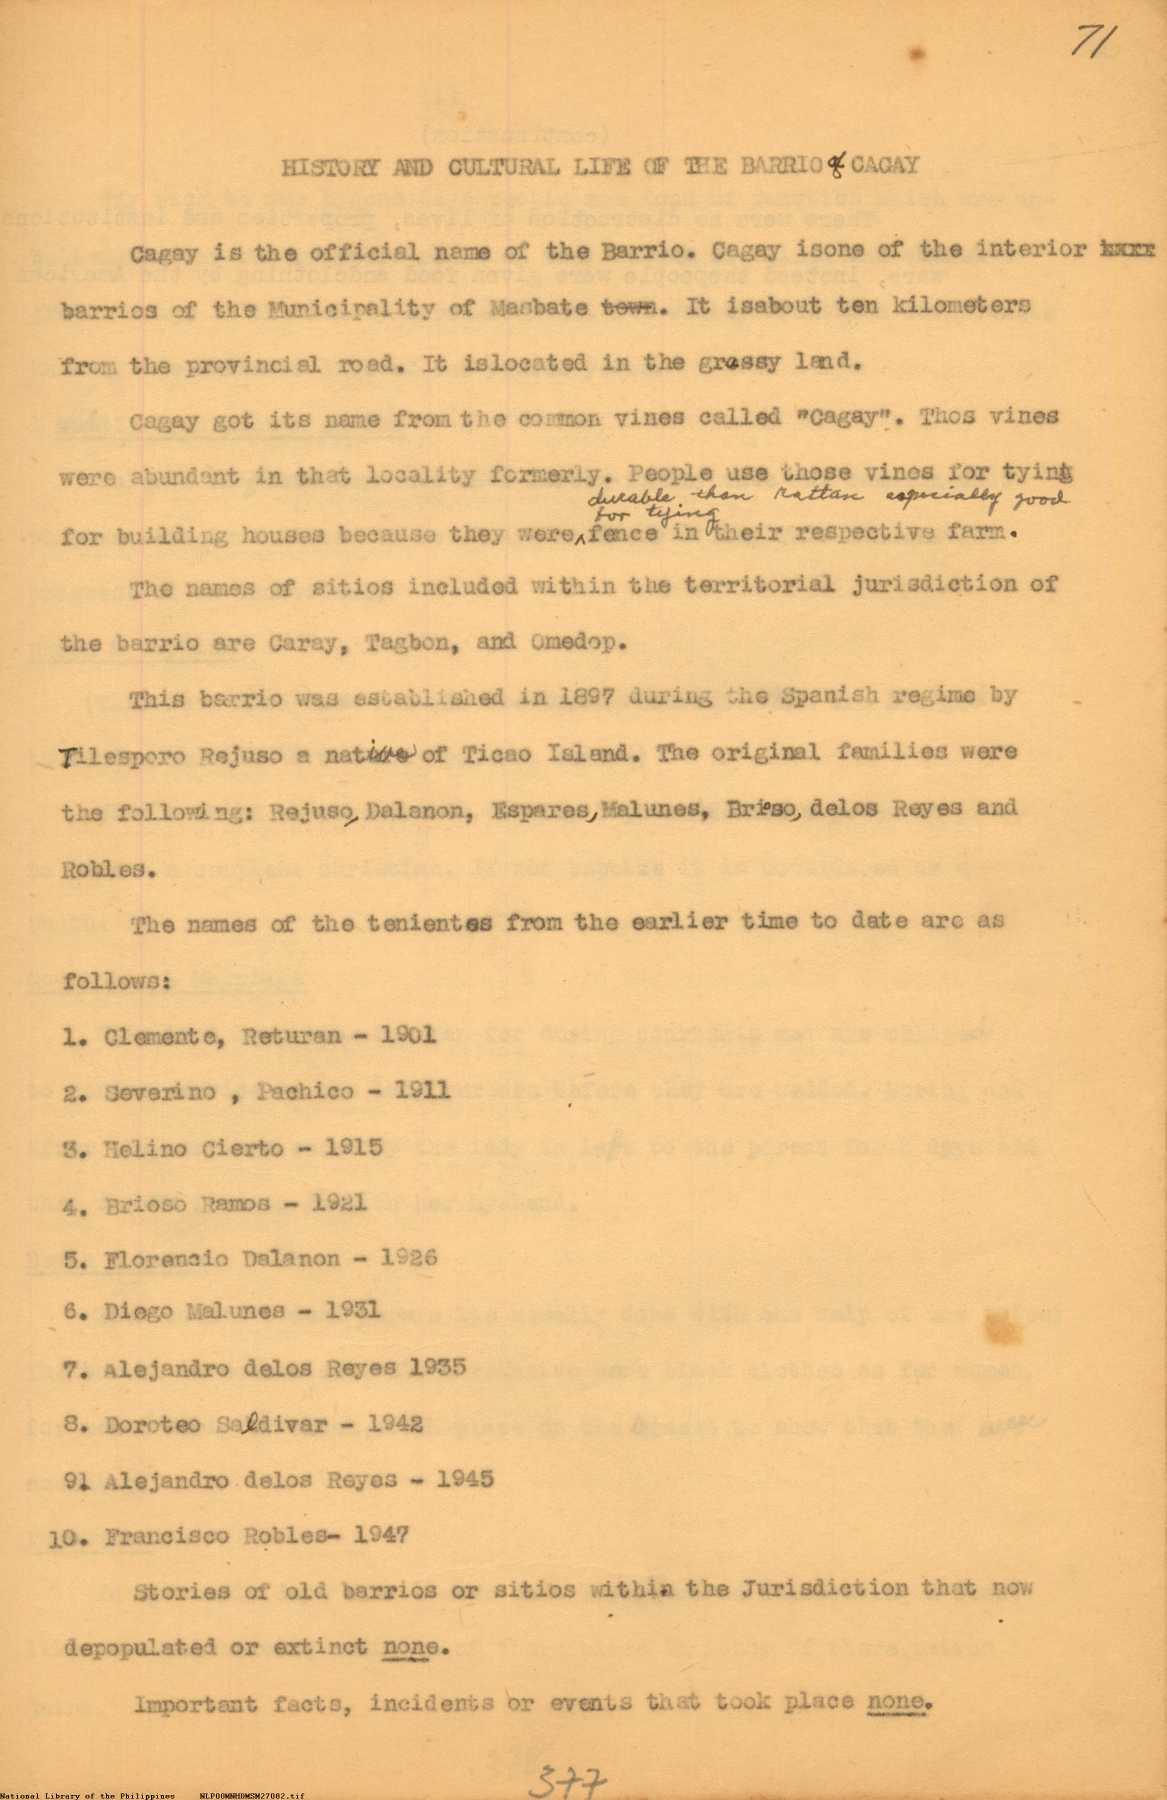 71
HISTORY AND CULTURAL LIFE OF THE BARRIO of CAGAY
Cagay is the official name of the Barrio. Cagay isone of the interior
barrios of the Municipality of Masbate town. It isabout ten kilometers
from the provincial road. It islocated in the grassy land.
Cagay got its name from the common vines called "Cagay". Thos vines
were abundant in that locality formerly. People use those vines for tying
durable than rattan especially good
for tying
for building houses because they were fence in their respective farm.
The names of sitios included within the territorial jurisdiction of
the barrio are Caray, Tagbon, and Omedop.
This barrio was established in 1897 during the Spanish regime by
Tilesporo Rejuso a native of Ticao Island. The original families were
the following: Rejuso, Dalanon, Espares, Malunes, Brioso, delos Reyes and
Robles.
The names of the tenientes from the earlier time to date are as
follows:
1. Clemente, Returan - 1901
2. Severino , Pachico - 1911
3. Helino Cierto - 1915
4. Brioso Ramos - 1921
5. Florencio Dalanon - 1926
6. Diego Malunes - 1931
7. Alejandro delos Reyes 1935
8. Doroteo Saldivar - 1942
9. Alejandro delos Reyes - 1945
10. Francisco Robles- 1947
Stories of old barrios or sitios within the Jurisdiction that now
depopulated or extinct none.
Important facts, incidents or events that took place none.
377
National Library of the Philippines NLPOOMNHDMSM27082.tif